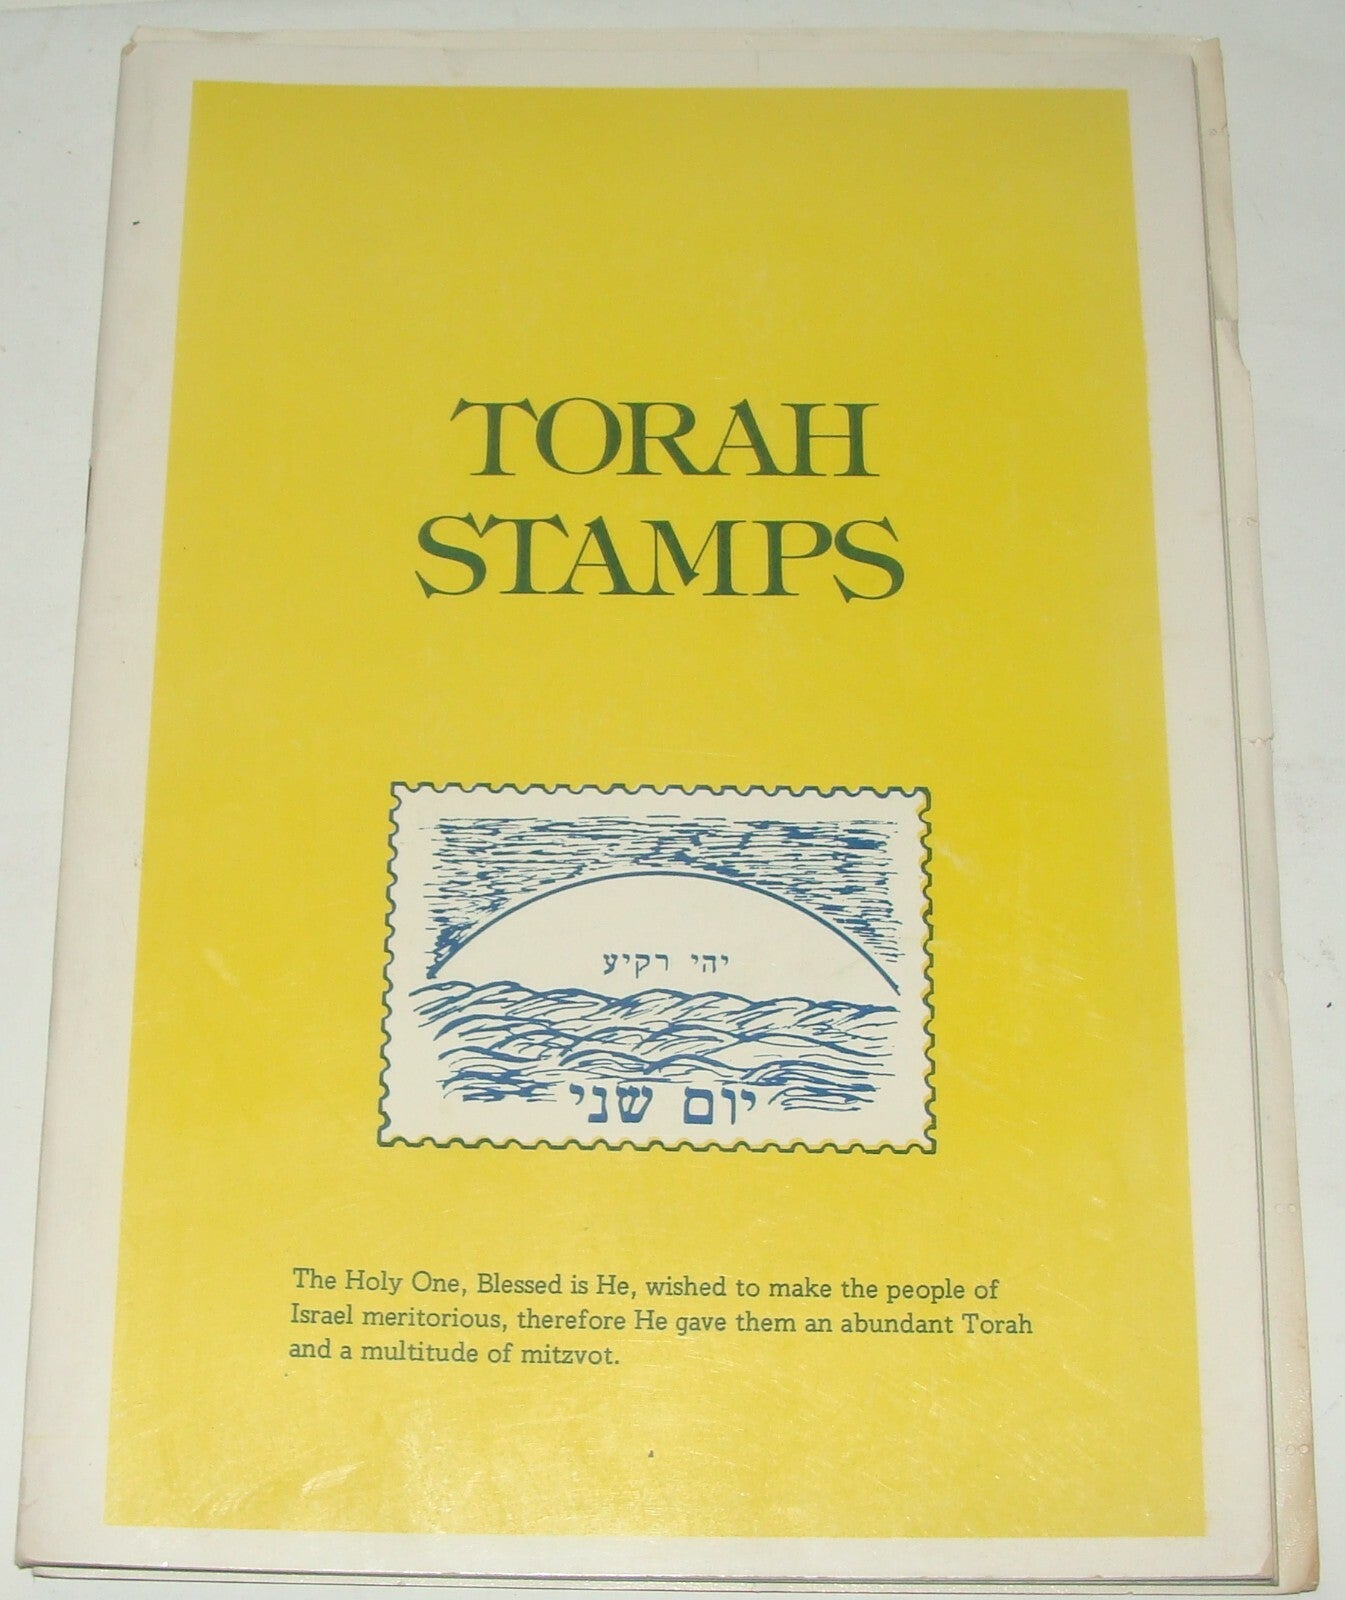 TORAH
STAMPS
יהי רקיע
יום שני
The Holy One, Blessed is He, wished to make the people of
Israel meritorious, therefore He gave them an abundant Torah
and a multitude of mitzvot.